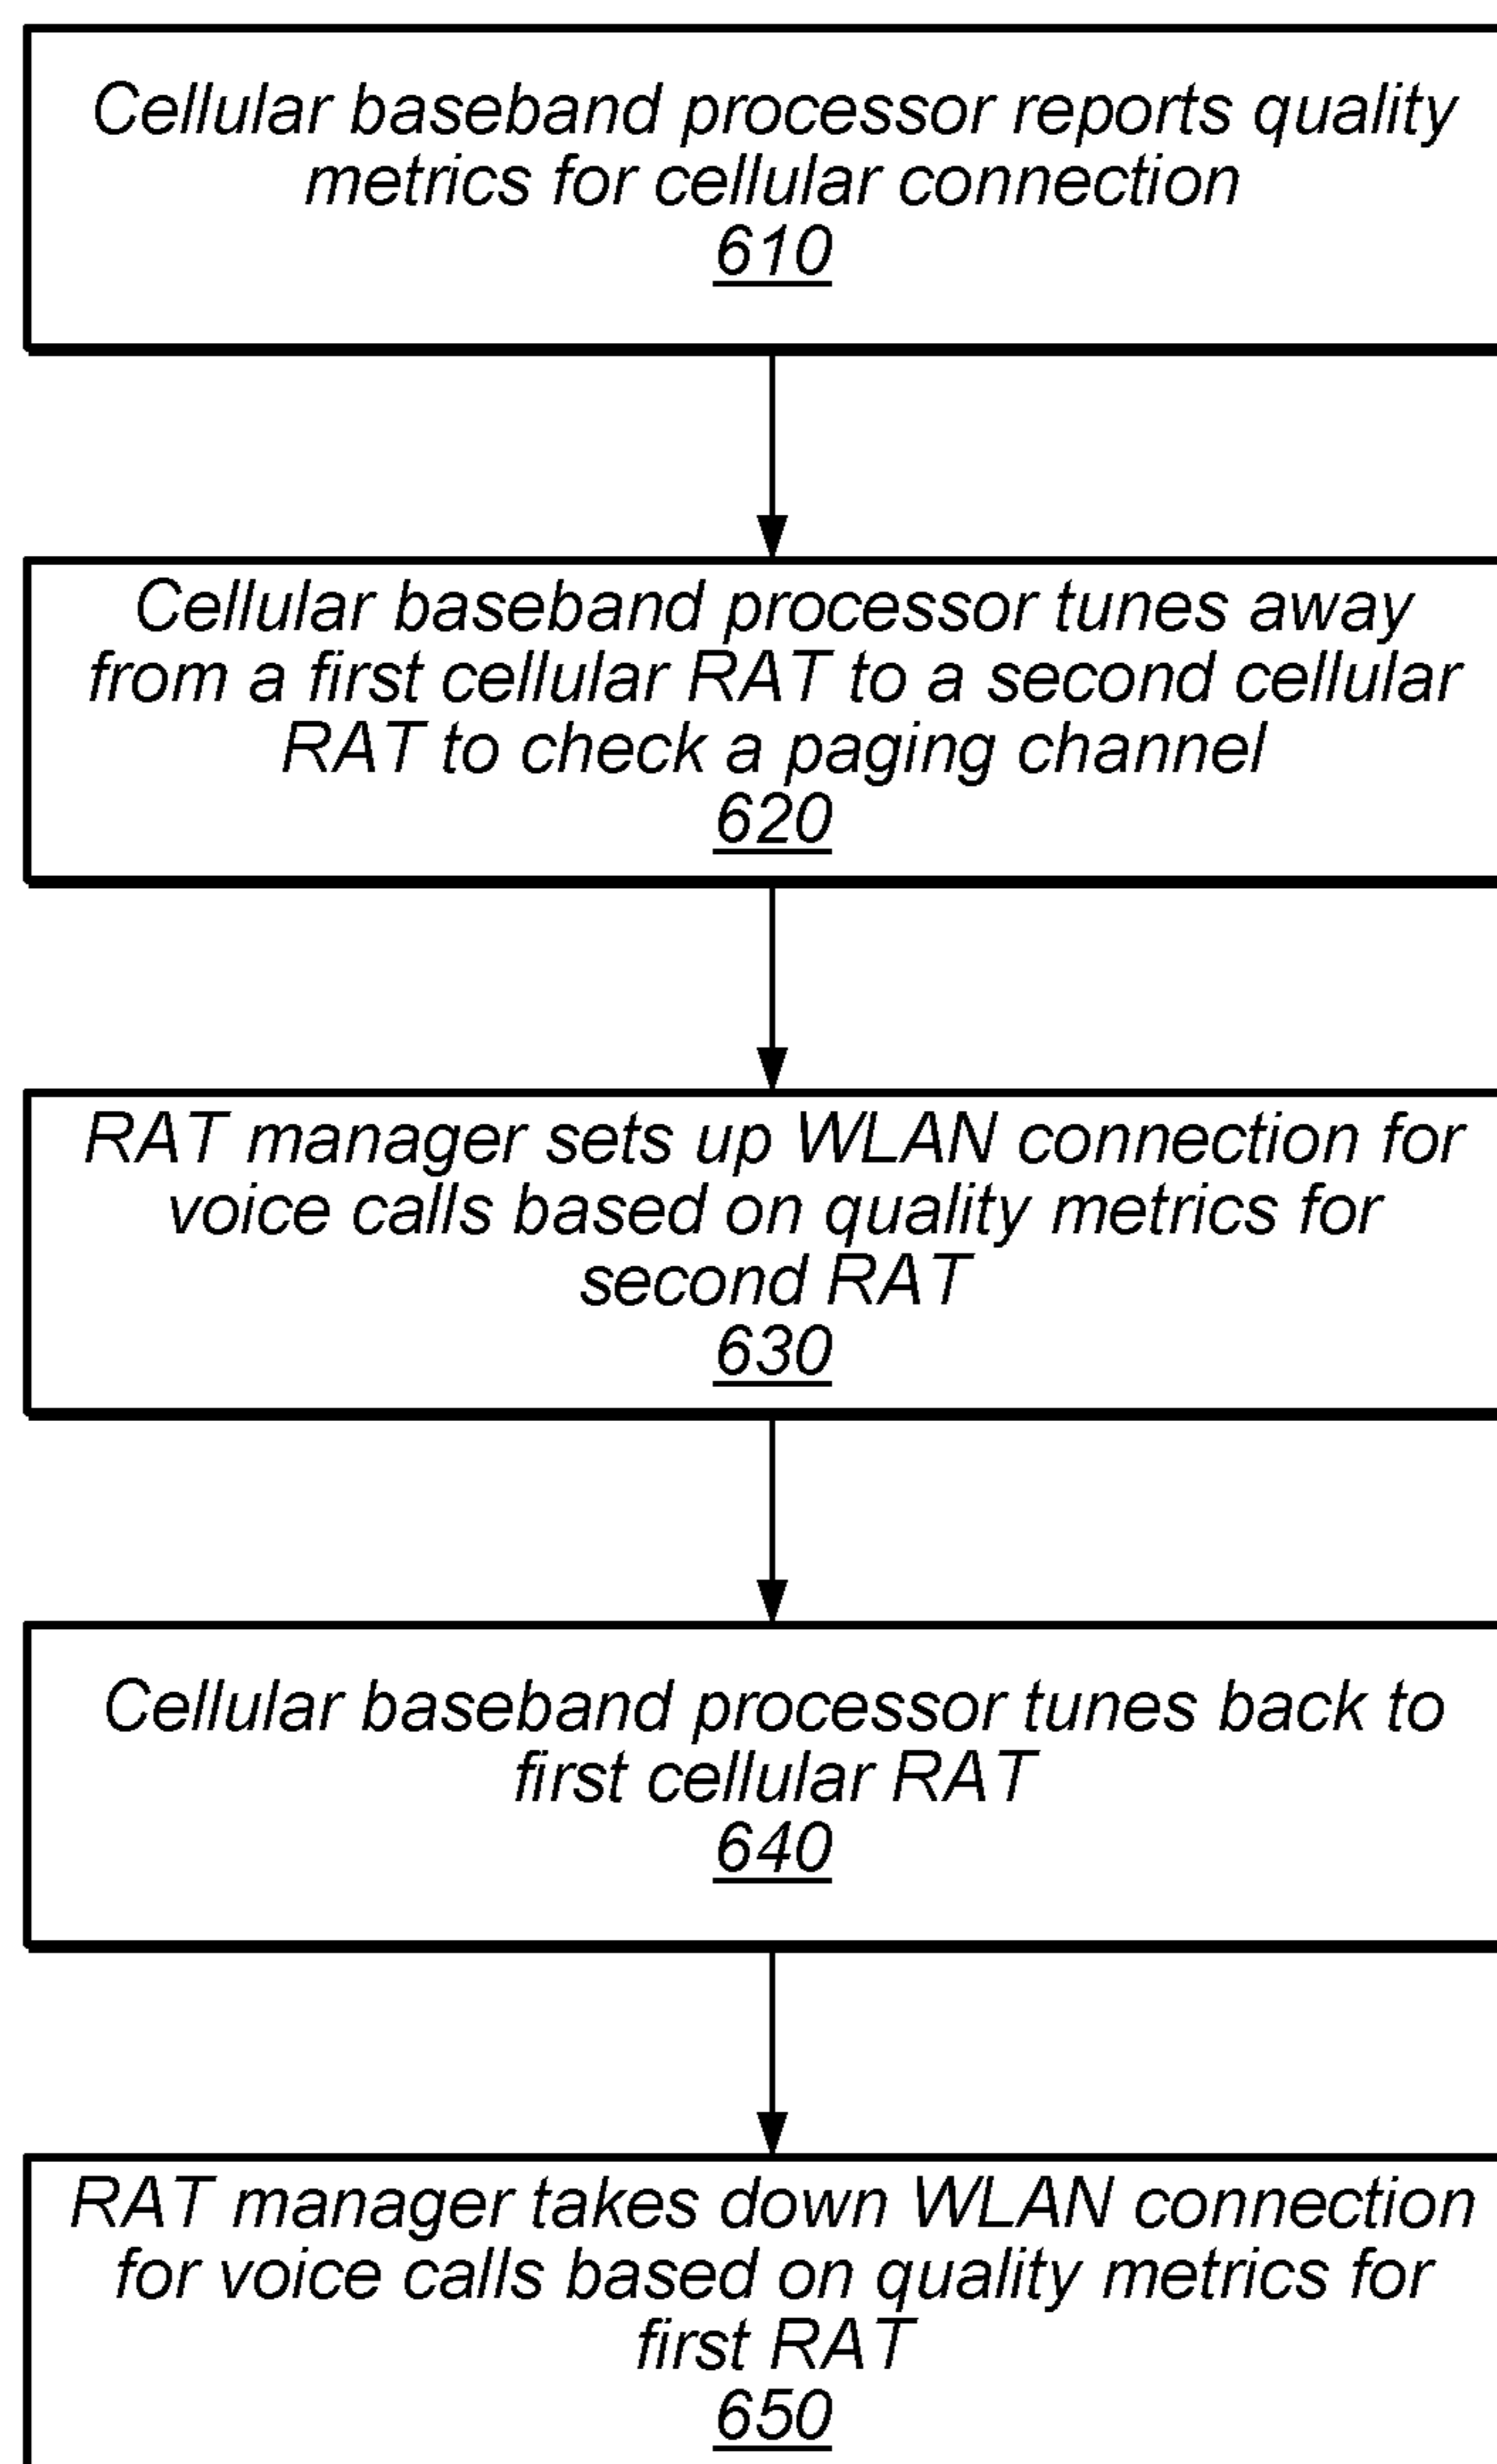 Cellular baseband processor reports quality
metrics for cellular connection
610
Cellular baseband processor tunes away
from a first cellular RAT to a second cellular
RAT to check a paging channel
620
RAT manager sets up WLAN connection for
voice calls based on quality metrics for
second RAT
630
Cellular baseband processor tunes back to
first cellular RAT
640
RAT manager takes down WLAN connection
for voice calls based on quality metrics for
first RAT
650